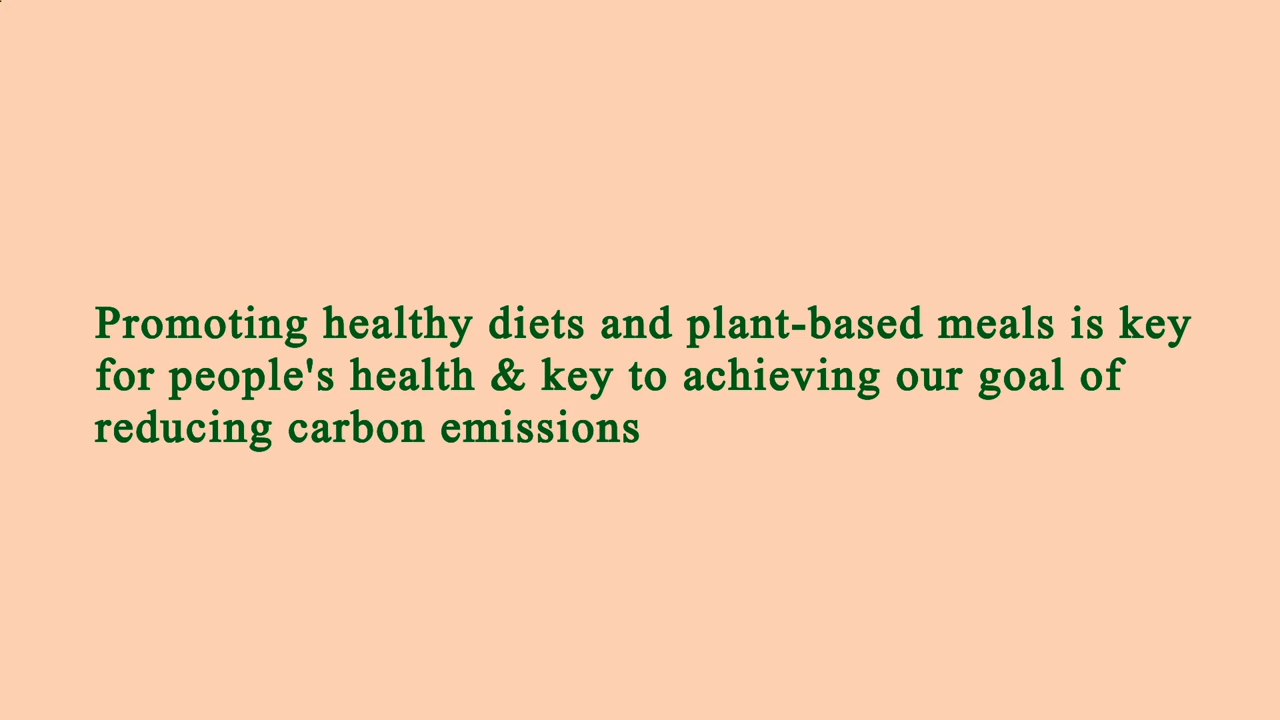 Promoting healthy diets and plant-based meals is key
for people's health & key to achieving our goal of
reducing carbon emissions